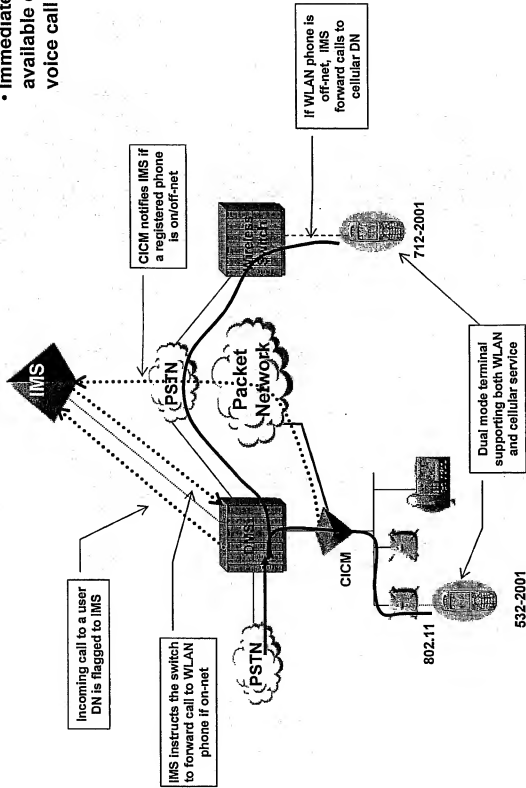 • Immediate
available
voice call
IMS
Incoming call to a user
DN is flagged to IMS
CICM notifies IMS if
a registered phone
is on/off-net
IMS instructs the switch
to forward call to WLAN
phone if on-net
PSTN
Wireless
Switch
If WLAN phone is
off-net, IMS
forward calls to
cellular DN
DMS
Packet
Network
PSTN
CICM
712-2001
802.11
Dual mode terminal
supporting both WLAN
and cellular service
532-2001